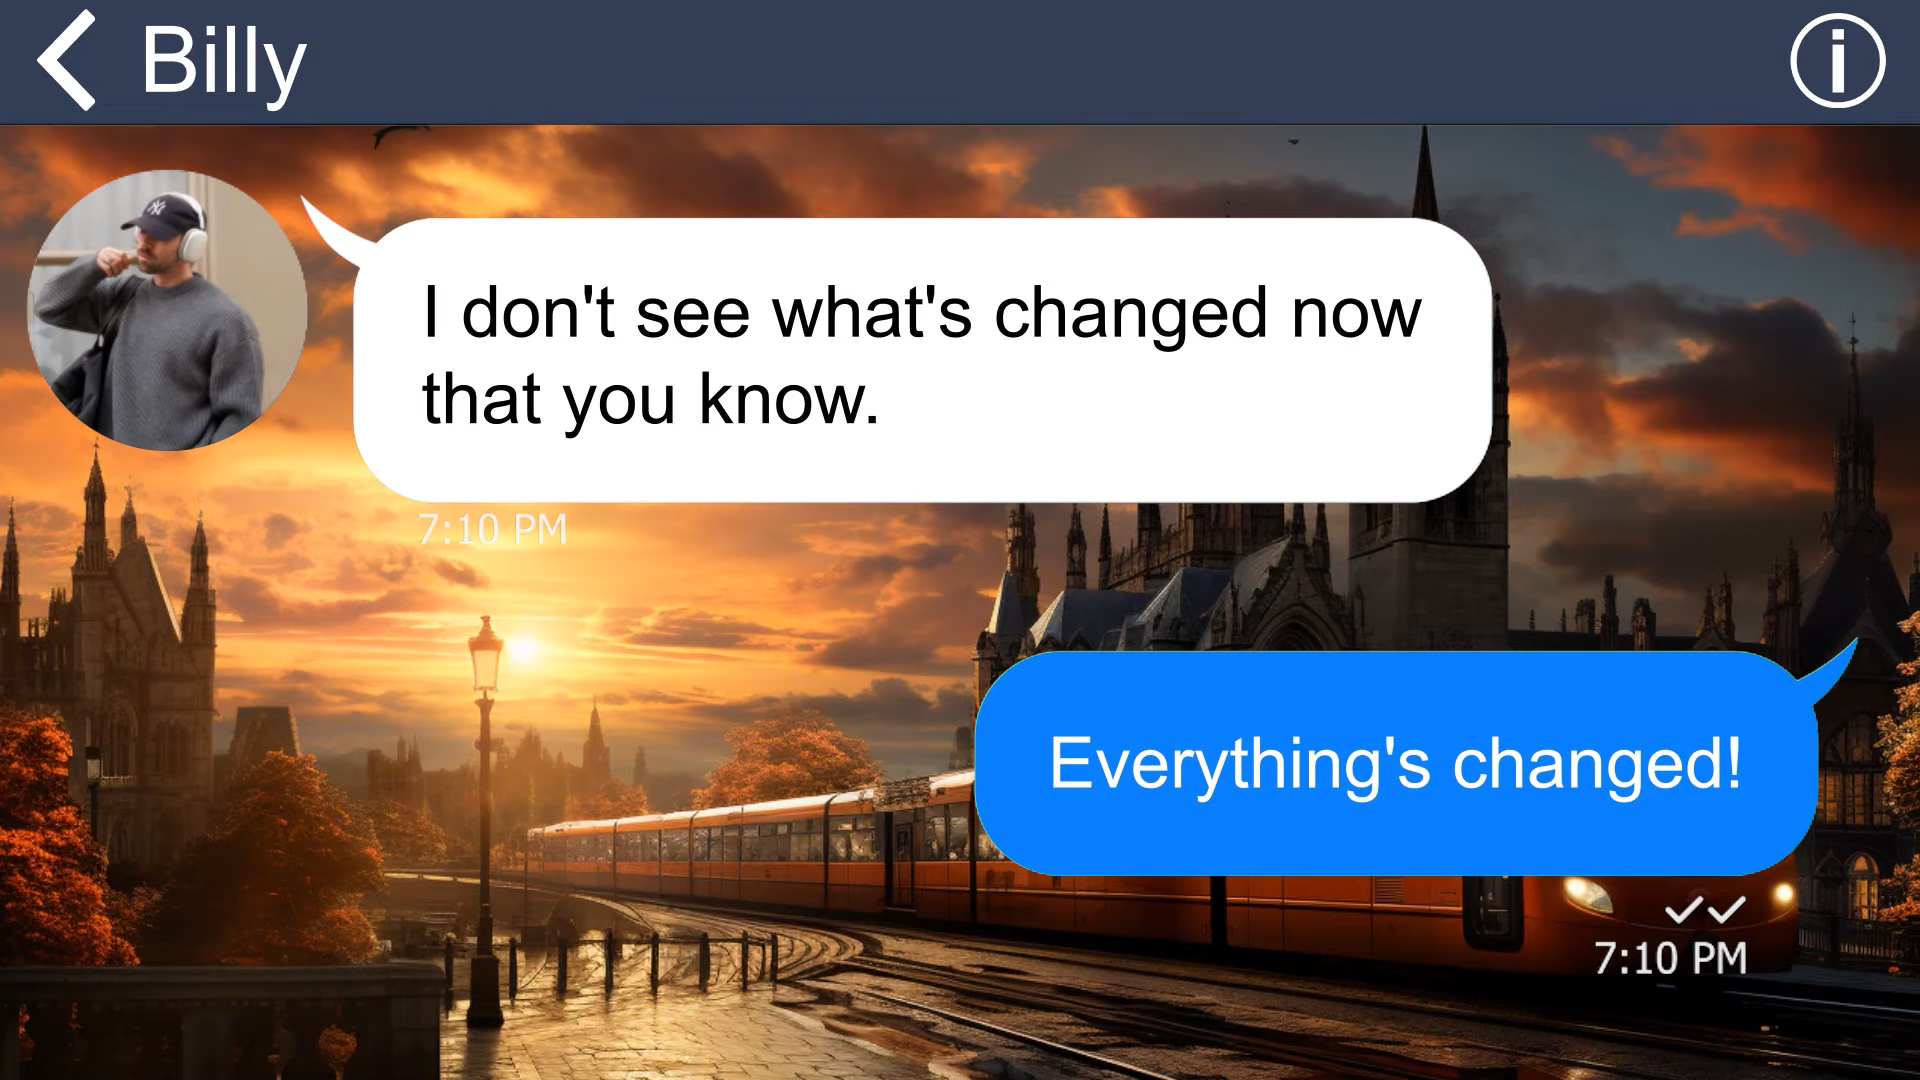 Billy
I don't see what's changed now
that you know.
7:10 PM
Everything's changed!
7:10 PM